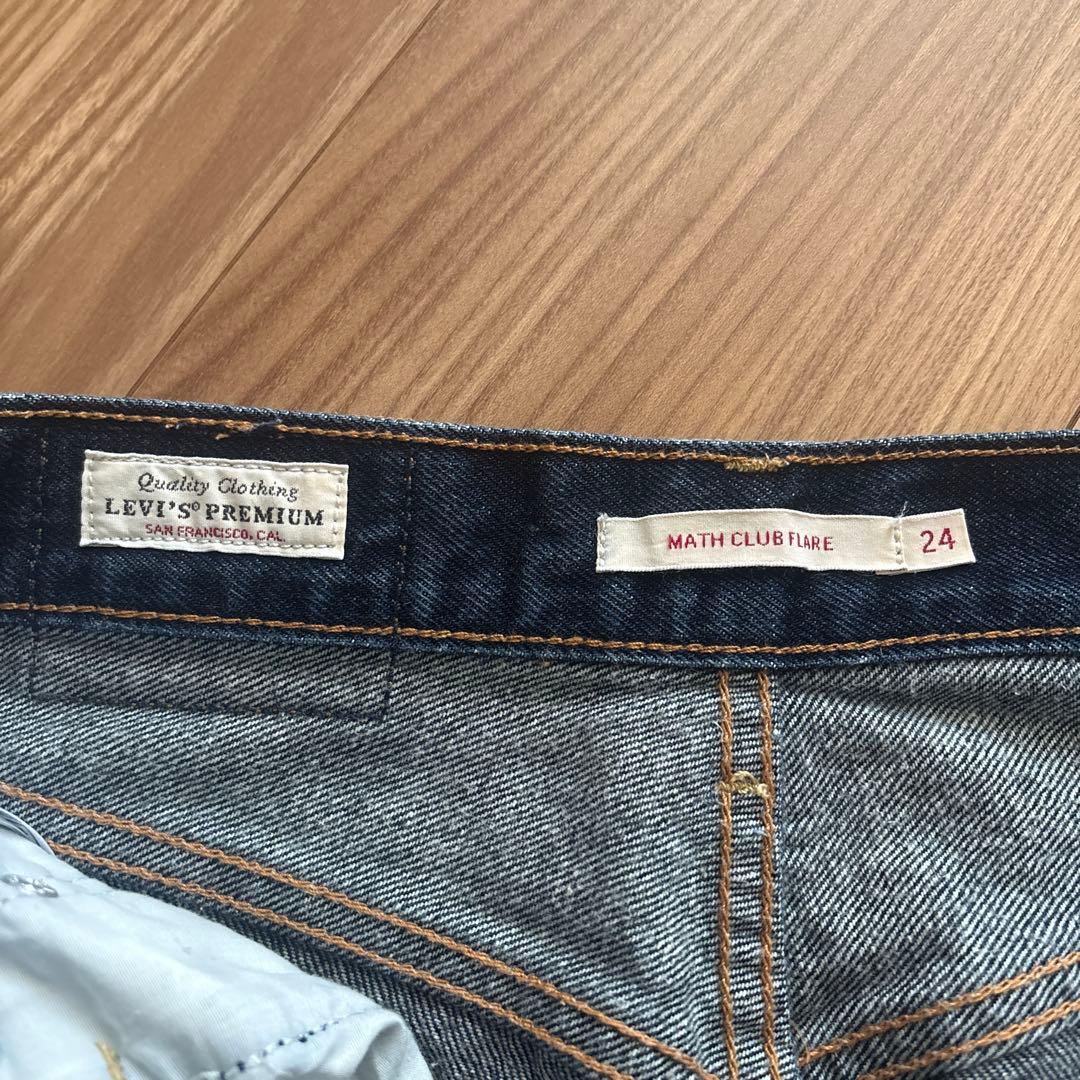 Quality Clothing
LEVI'S® PREMIUM
SAN FRANCISCO, CAL.
MATH CLUB FLARE
24